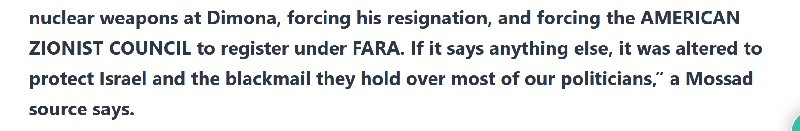 nuclear weapons at Dimona, forcing his resignation, and forcing the AMERICAN
ZIONIST COUNCIL to register under FARA. If it says anything else, it was altered to
protect Israel and the blackmail they hold over most of our politicians,” a Mossad
source says.